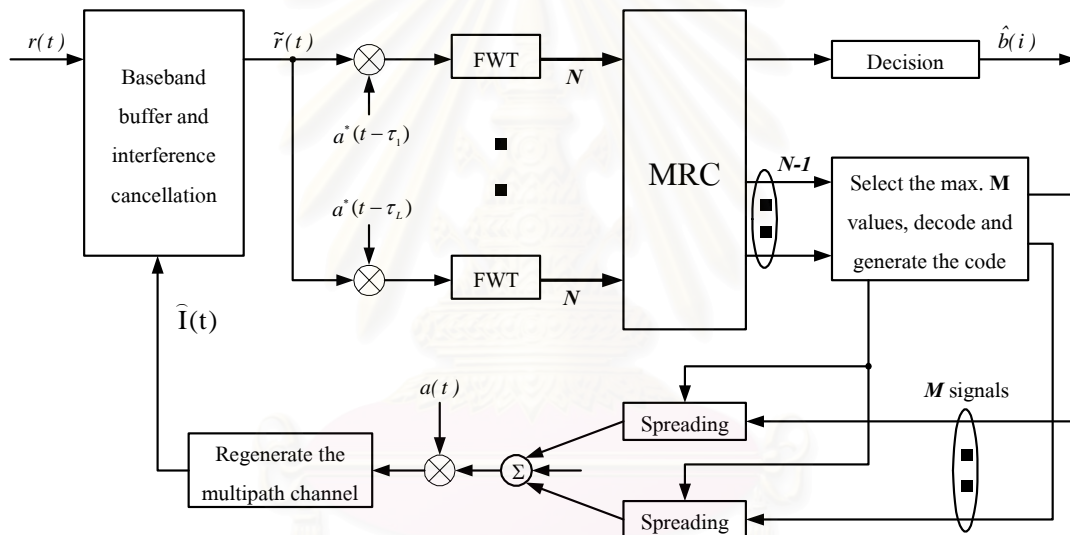 r(t)
Baseband
buffer and
interference
cancellation
r̃(t)
a*(t − τ₁)
FWT
N
a*(t − τ_L)
FWT
N
MRC
Decision
b̂(i)
N-1
Select the max. M
values, decode and
generate the code
Î(t)
a(t)
Regenerate the
multipath channel
Σ
Spreading
Spreading
M signals